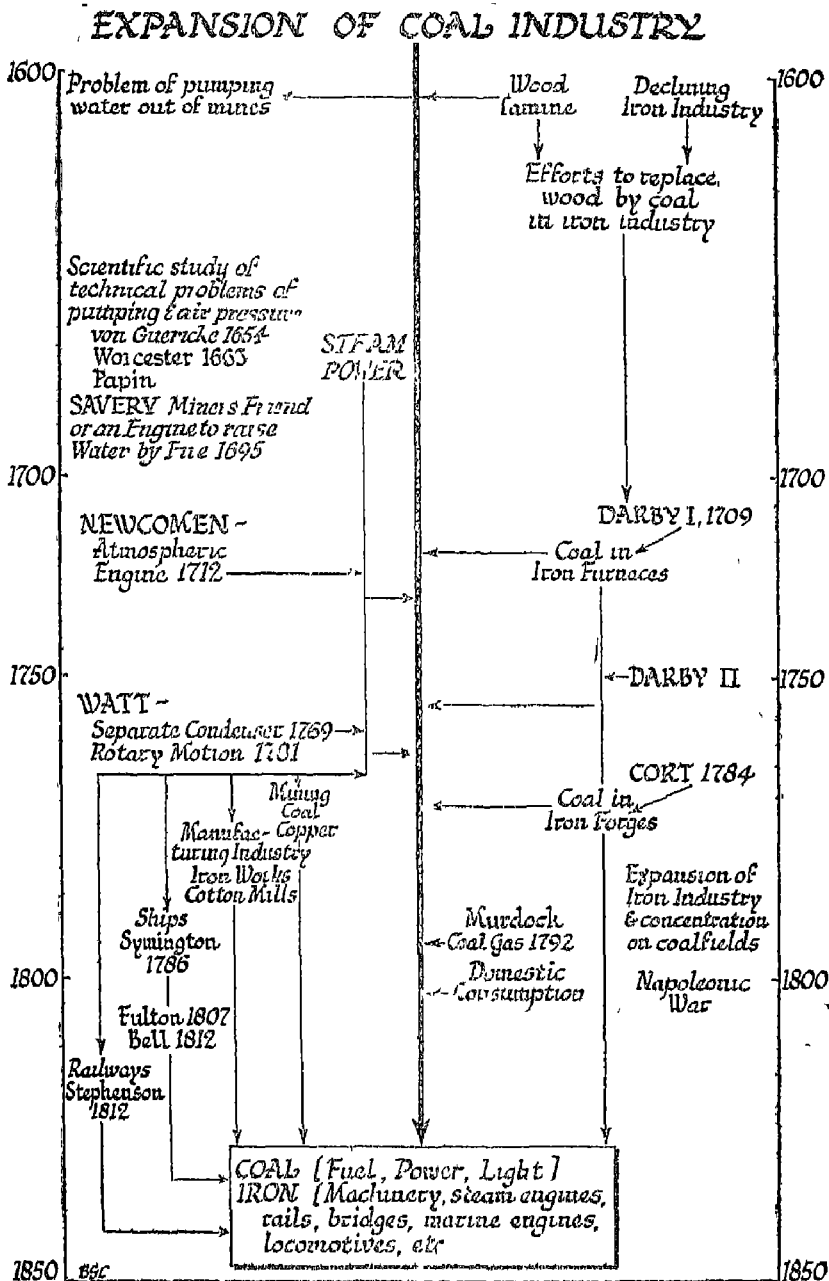 EXPANSION OF COAL INDUSTRY
1600
1600
Problem of pumping
water out of mines
Wood
famine
Declining
Iron Industry
Efforts to replace
wood by coal
in iron industry
Scientific study of
technical problems of
pumping & air pressure
von Guericke 1654
Worcester 1663
Papin
SAVERY Miners Friend
or an Engine to raise
Water by Fire 1695
STEAM
POWER
1700
1700
NEWCOMEN -
Atmospheric
Engine 1712
DARBY I, 1709
Coal in
Iron Furnaces
1750
1750
DARBY II
WATT -
Separate Condenser 1769
Rotary Motion 1781
CORT 1784
Coal in
Iron Forges
Mining
Coal
Copper
Manufac-
turing Industry
Iron Works
Cotton Mills
Ships
Symington
1786
Murdock
Coal Gas 1792
Domestic
Consumption
Expansion of
Iron Industry
& concentration
on coalfields
1800
1800
Napoleonic
War
Fulton 1807
Bell 1812
Railways
Stephenson
1812
COAL [Fuel, Power, Light]
IRON [Machinery, steam engines,
rails, bridges, marine engines,
locomotives, etc
1850
1850